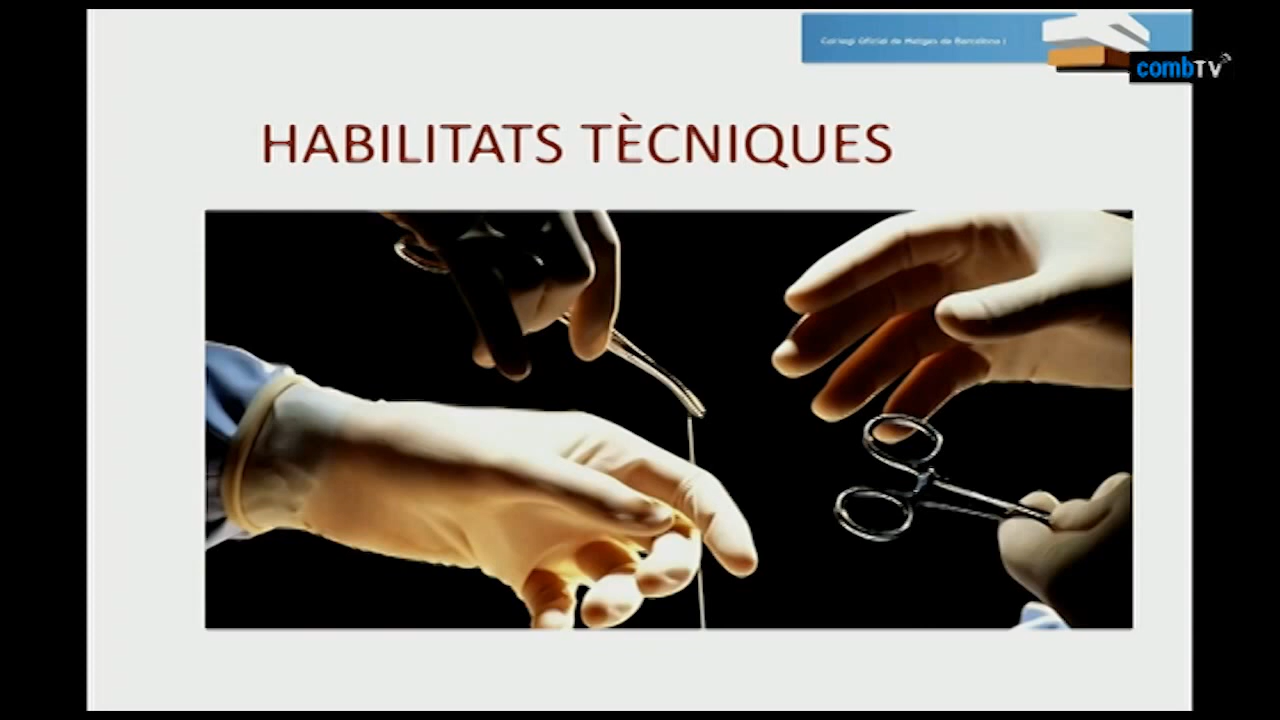 Col·legi Oficial de Metges de Barcelona
combTV
HABILITATS TÈCNIQUES